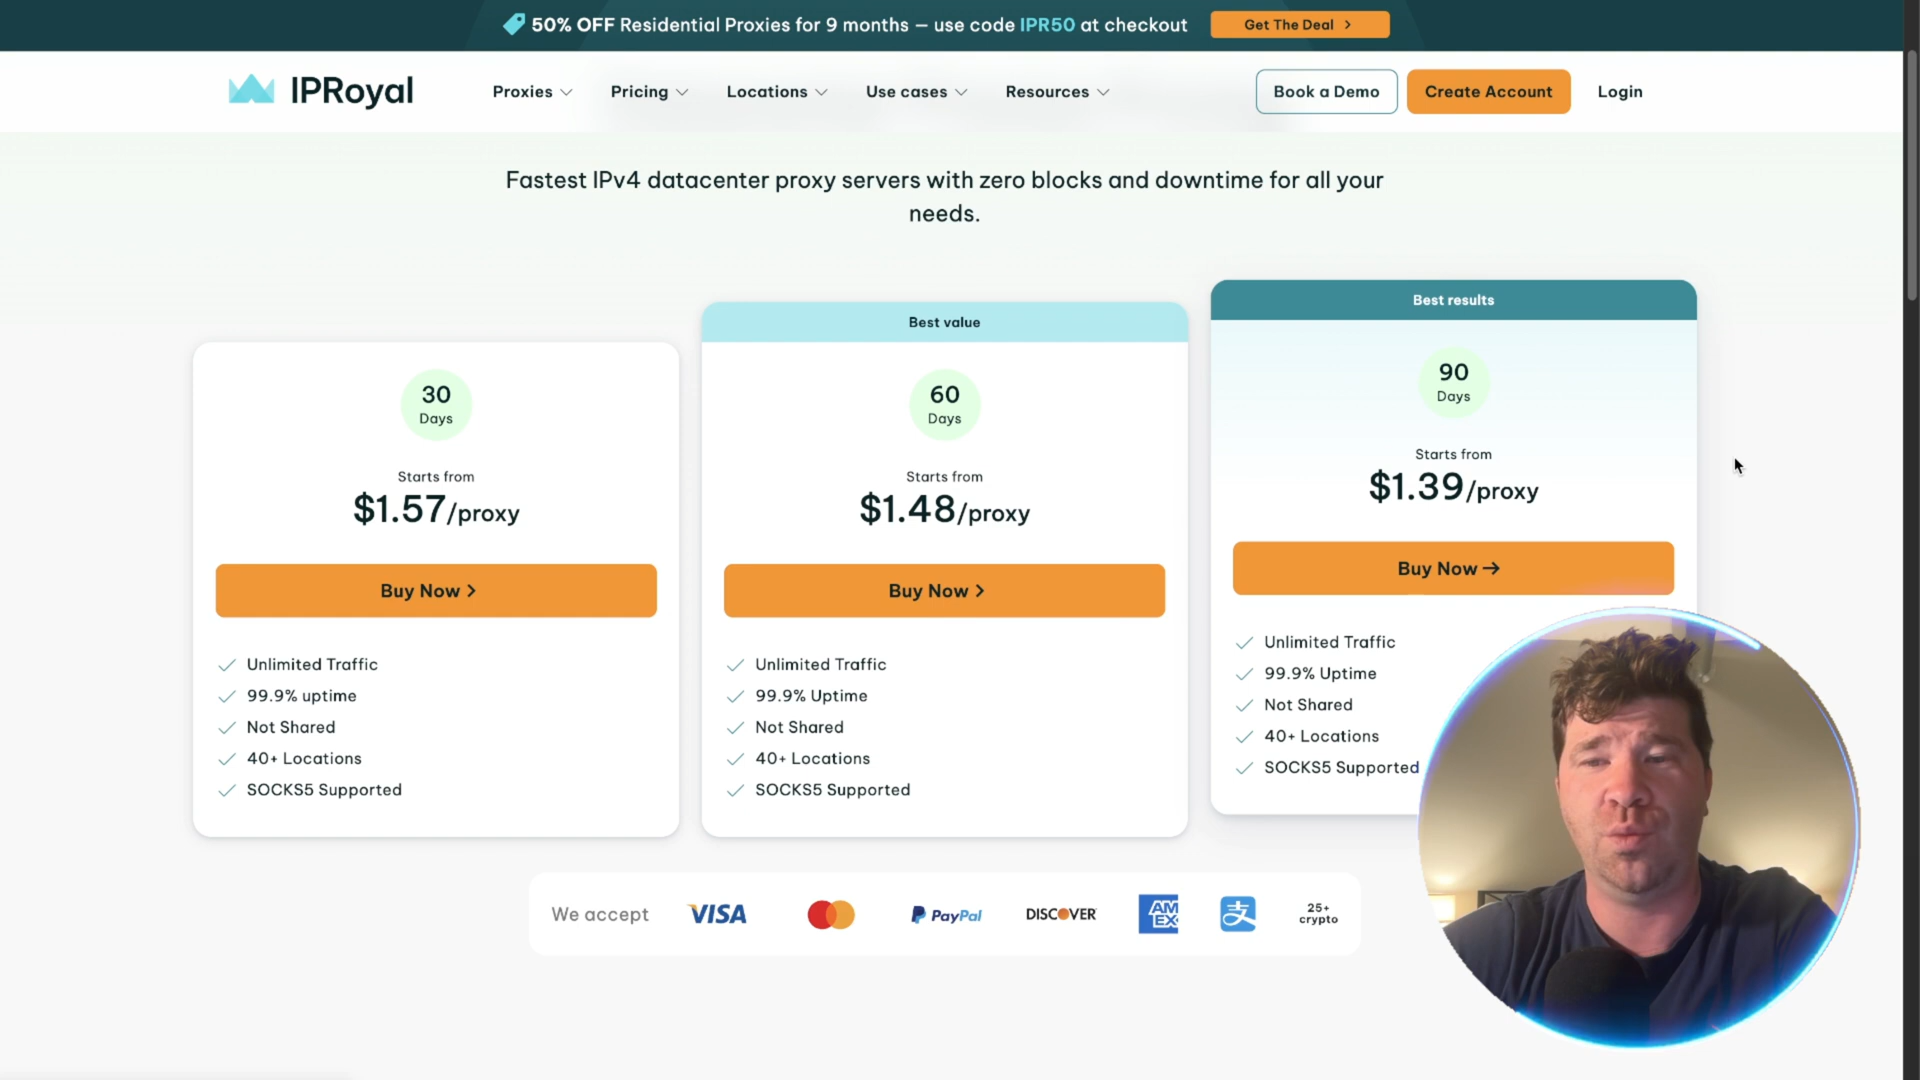 50% OFF Residential Proxies for 9 months — use code IPR50 at checkout
Get The Deal
IPRoyal
Proxies
Pricing
Locations
Use cases
Resources
Book a Demo
Create Account
Login
Fastest IPv4 datacenter proxy servers with zero blocks and downtime for all your
needs.
30
Days
Starts from
$1.57/proxy
Buy Now
Unlimited Traffic
99.9% uptime
Not Shared
40+ Locations
SOCKS5 Supported
Best value
60
Days
Starts from
$1.48/proxy
Buy Now
Unlimited Traffic
99.9% Uptime
Not Shared
40+ Locations
SOCKS5 Supported
Best results
90
Days
Starts from
$1.39/proxy
Buy Now
Unlimited Traffic
99.9% Uptime
Not Shared
40+ Locations
SOCKS5 Supported
We accept
VISA
PayPal
DISCOVER
AM
EX
支
25+
crypto